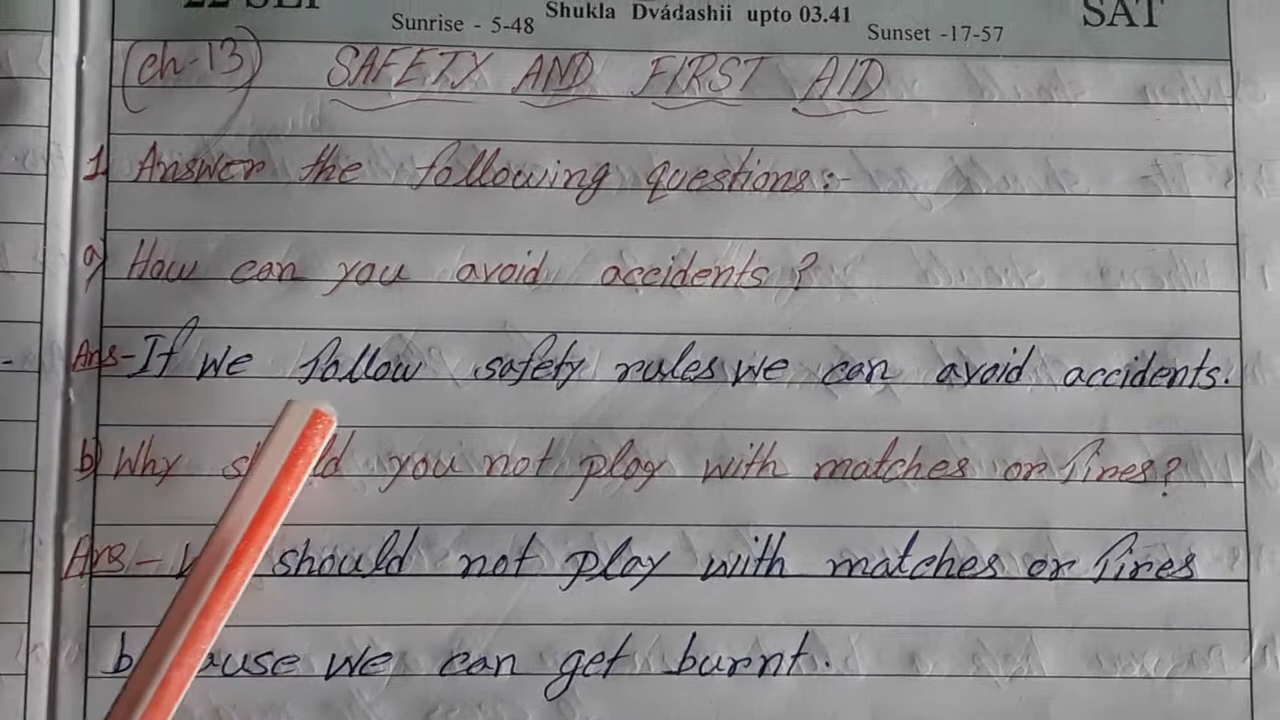 22 SEP
Sunrise - 5-48 Shukla Dvádashii upto 03.41 Sunset -17-57 SAT
(ch-13) SAFETY AND FIRST AID
1 Answer the following questions:-
a) How can you avoid accidents?
Ans- If we follow safety rules we can avoid accidents.
b) Why you not play with matches or fires?
Ans - should not play with matches or fires
we can get burnt.